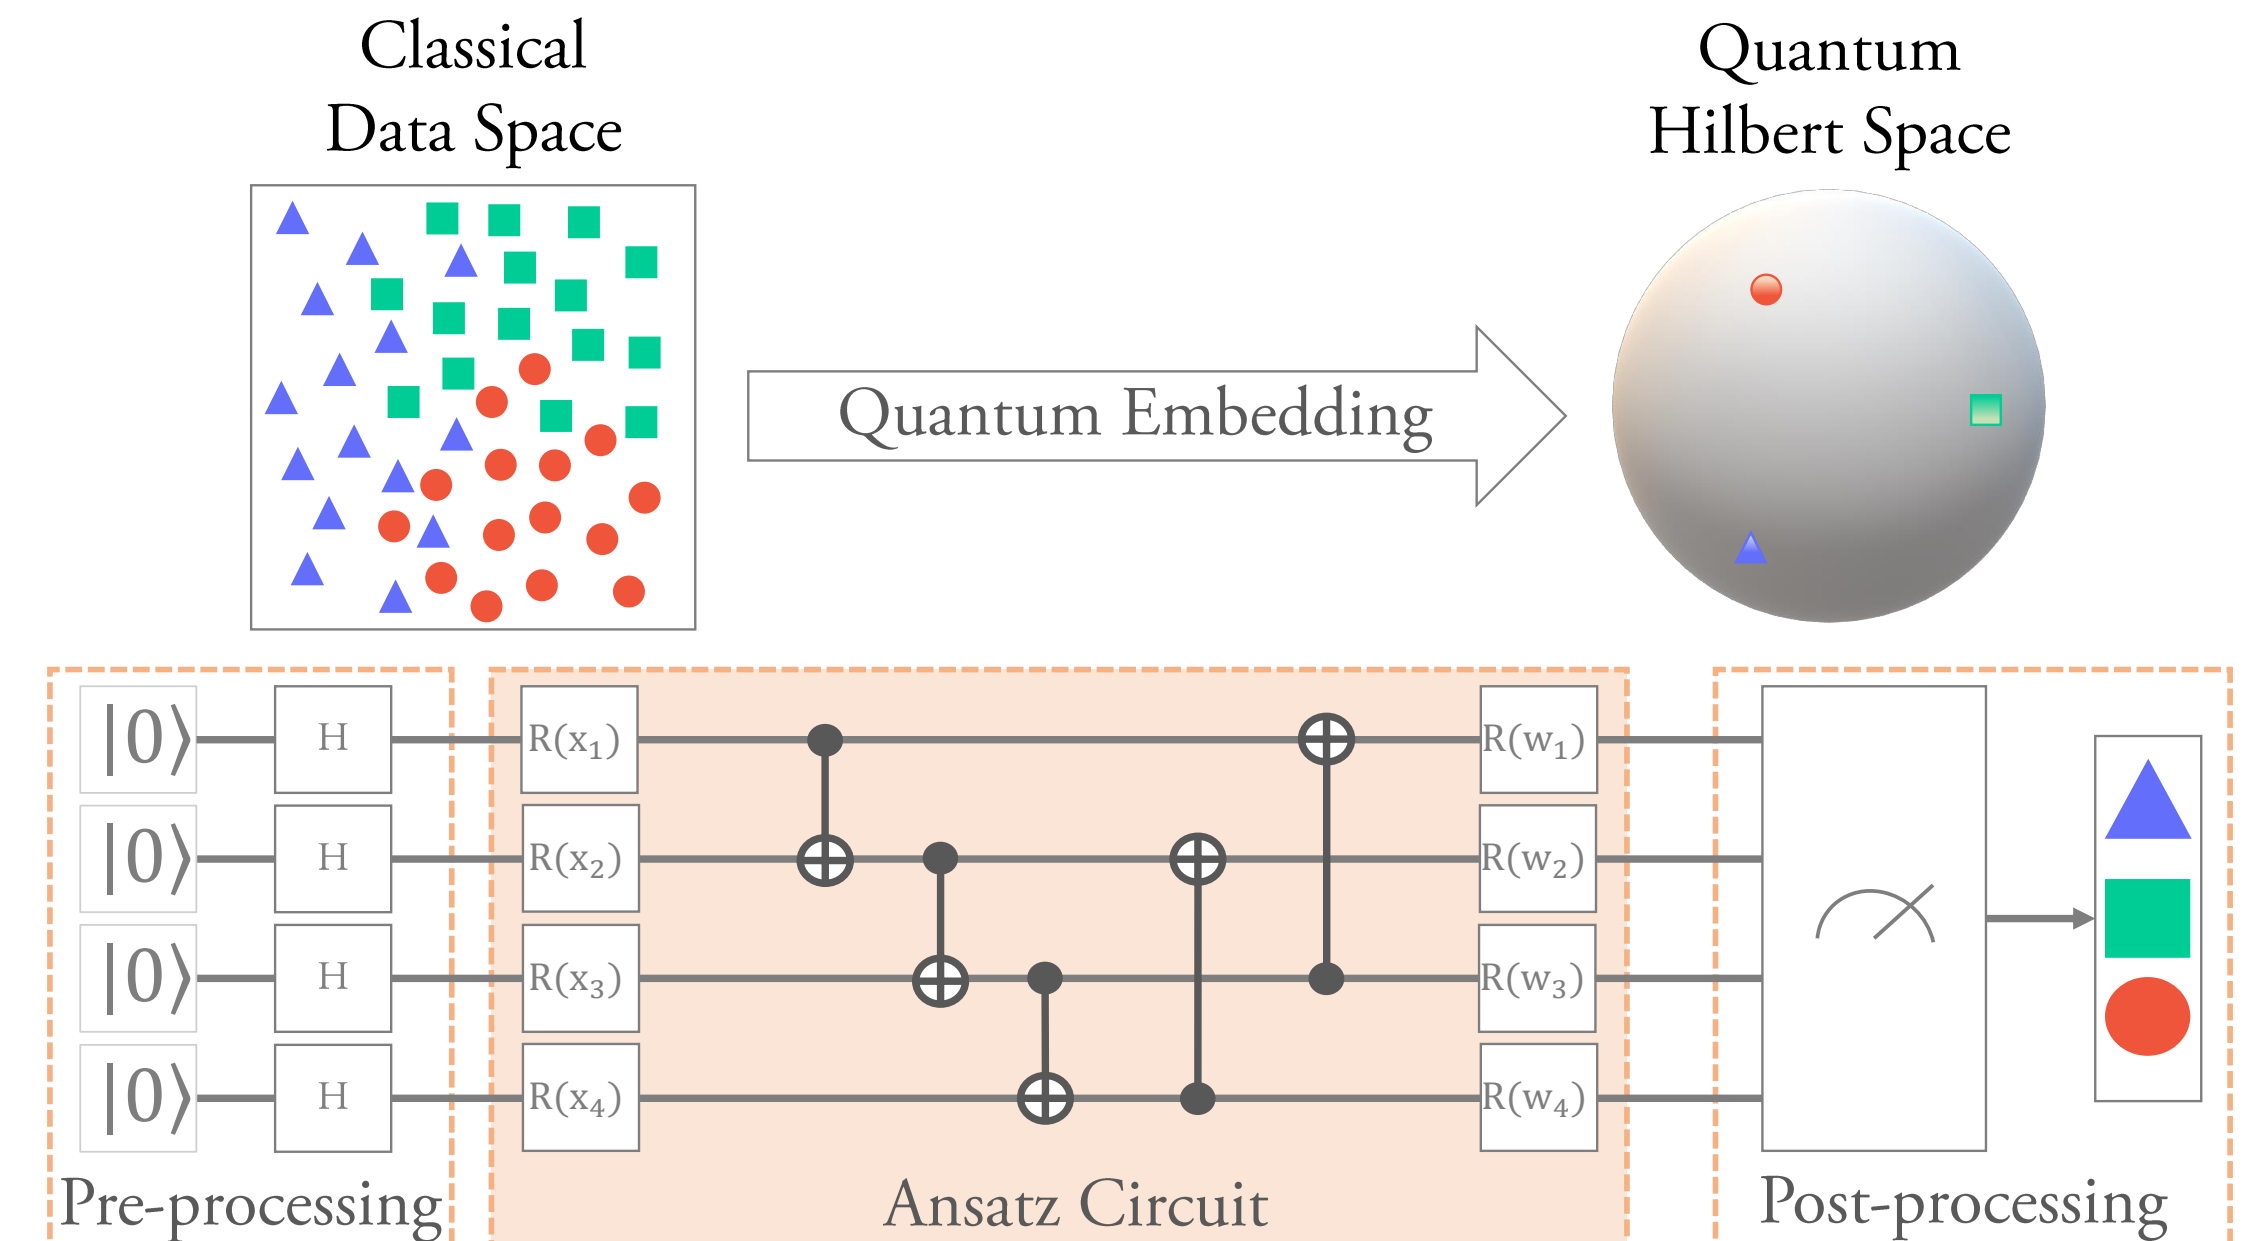 Classical
Data Space
Quantum
Hilbert Space
Quantum Embedding
|0⟩ H R(x₁) R(w₁)
|0⟩ H R(x₂) R(w₂)
|0⟩ H R(x₃) R(w₃)
|0⟩ H R(x₄) R(w₄)
Pre-processing
Ansatz Circuit
Post-processing